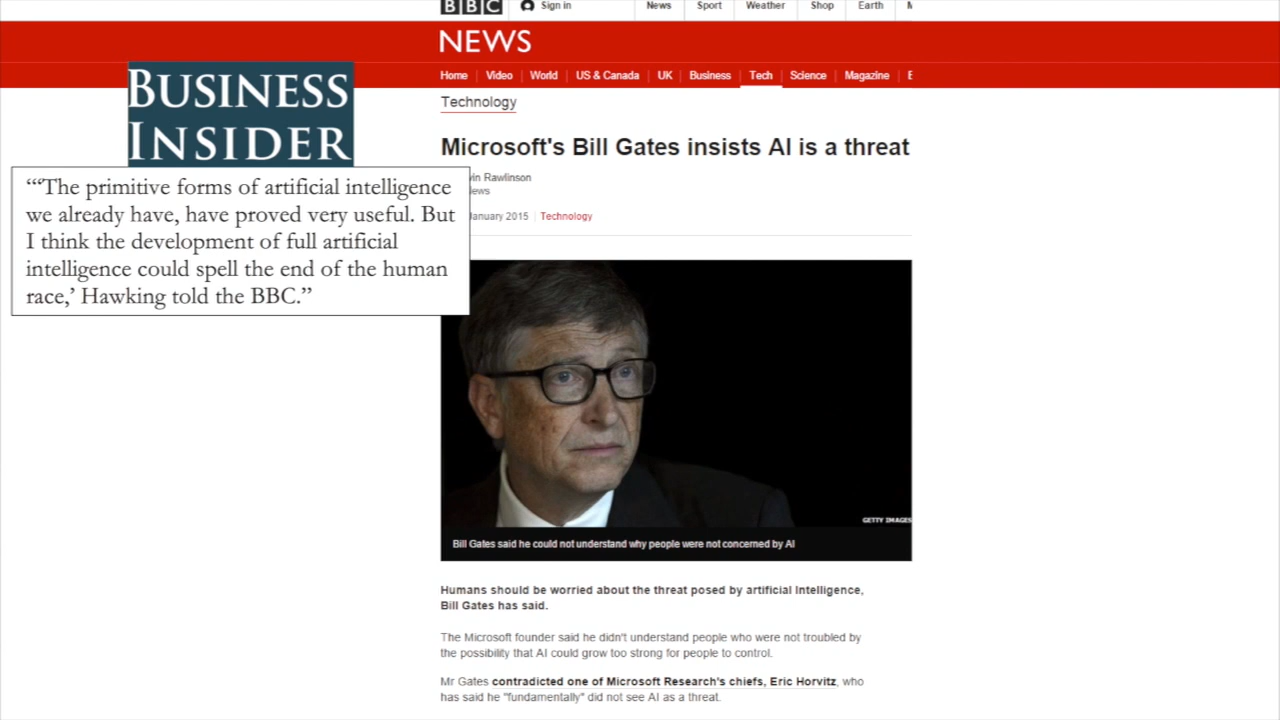 BBC
Sign in
News
Sport
Weather
Shop
Earth
NEWS
Home
Video
World
US & Canada
UK
Business
Tech
Science
Magazine
Technology
BUSINESS
INSIDER
Microsoft's Bill Gates insists AI is a threat
Rawlinson
January 2015
Technology
“‘The primitive forms of artificial intelligence
we already have, have proved very useful. But
I think the development of full artificial
intelligence could spell the end of the human
race,’ Hawking told the BBC.”
GETTY IMAGES
Bill Gates said he could not understand why people were not concerned by AI
Humans should be worried about the threat posed by artificial Intelligence,
Bill Gates has said.
The Microsoft founder said he didn't understand people who were not troubled by
the possibility that AI could grow too strong for people to control.
Mr Gates contradicted one of Microsoft Research's chiefs, Eric Horvitz, who
has said he "fundamentally" did not see AI as a threat.